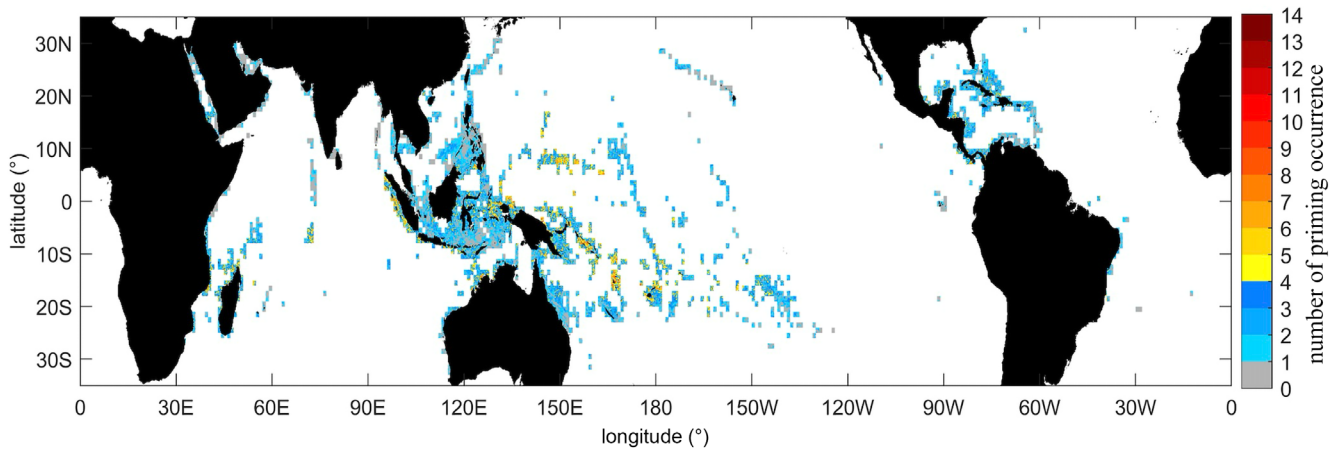 30N
20N
10N
0
10S
20S
30S
latitude (°)
0 30E 60E 90E 120E 150E 180 150W 120W 90W 60W 30W 0
longitude (°)
14
13
12
11
10
9
8
7
6
5
4
3
2
1
0
number of priming occurrence